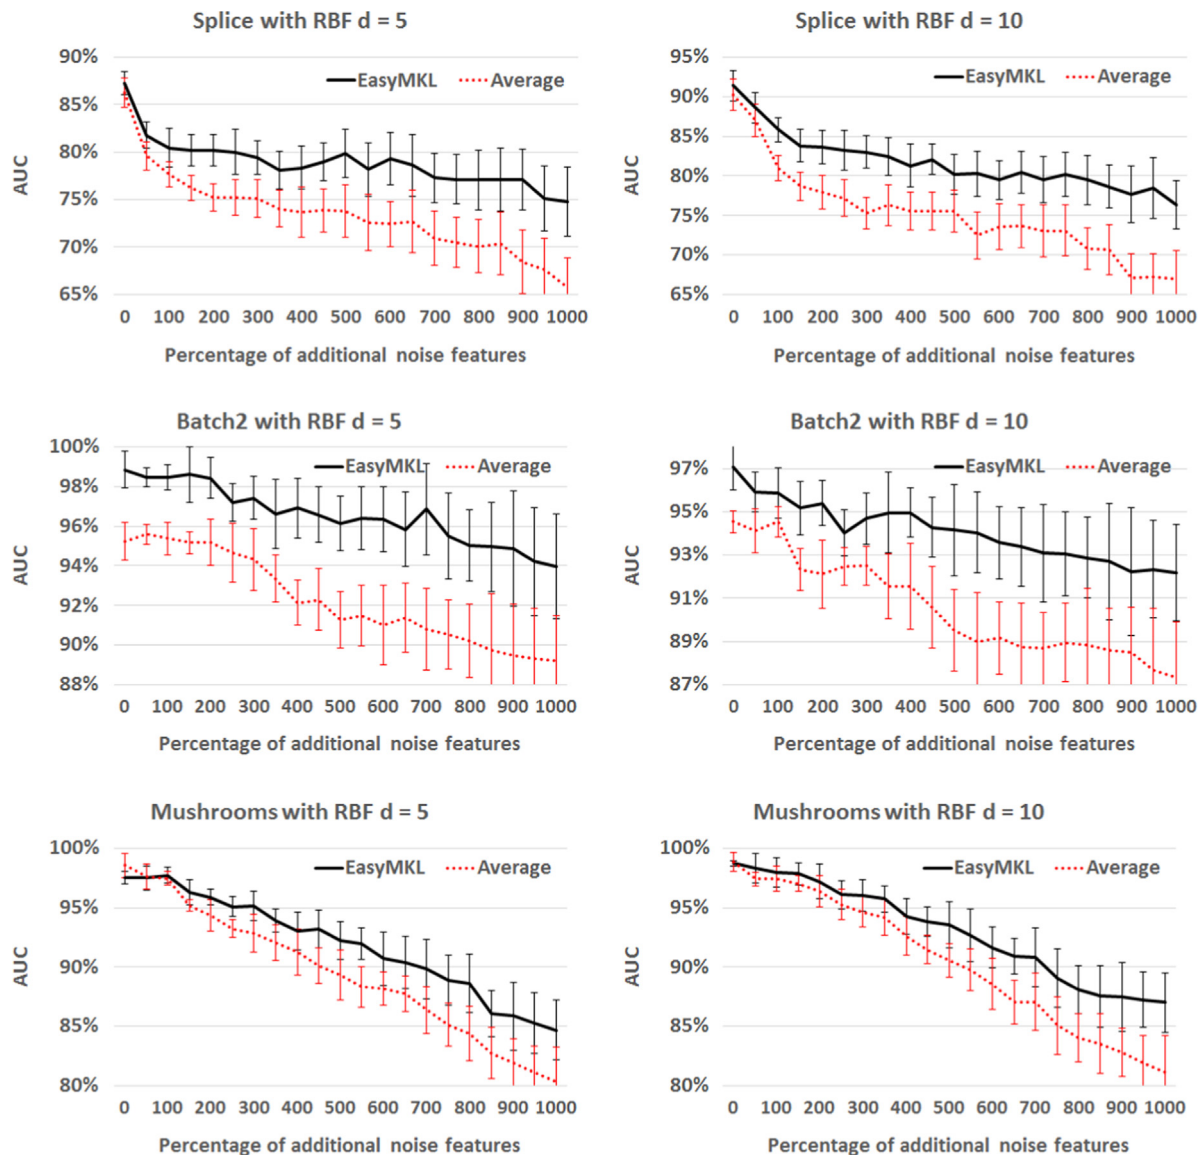 Splice with RBF d = 5
90%
85%
80%
75%
70%
65%
AUC
EasyMKL
Average
0 100 200 300 400 500 600 700 800 900 1000
Percentage of additional noise features
Splice with RBF d = 10
95%
90%
85%
80%
75%
70%
65%
AUC
EasyMKL
Average
0 100 200 300 400 500 600 700 800 900 1000
Percentage of additional noise features
Batch2 with RBF d = 5
100%
98%
96%
94%
92%
90%
88%
AUC
EasyMKL
Average
0 100 200 300 400 500 600 700 800 900 1000
Percentage of additional noise features
Batch2 with RBF d = 10
97%
95%
93%
91%
89%
87%
AUC
EasyMKL
Average
0 100 200 300 400 500 600 700 800 900 1000
Percentage of additional noise features
Mushrooms with RBF d = 5
100%
95%
90%
85%
80%
AUC
EasyMKL
Average
0 100 200 300 400 500 600 700 800 900 1000
Percentage of additional noise features
Mushrooms with RBF d = 10
100%
95%
90%
85%
80%
AUC
EasyMKL
Average
0 100 200 300 400 500 600 700 800 900 1000
Percentage of additional noise features